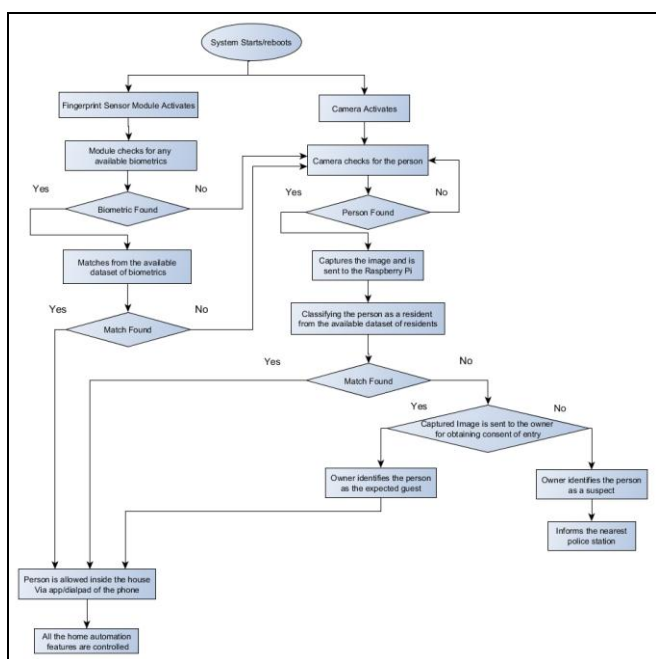 System Starts/reboots
Fingerprint Sensor Module Activates
Camera Activates
Module checks for any
available biometrics
Camera checks for the person
Yes
No
Yes
No
Biometric Found
Person Found
Matches from the available
dataset of biometrics
Captures the image and is
sent to the Raspberry Pi
Yes
No
Classifying the person as a resident
from the available dataset of residents
Match Found
Yes
No
Match Found
Yes
No
Captured Image is sent to the owner
for obtaining consent of entry
Owner identifies the person
as the expected guest
Owner identifies the person
as a suspect
Informs the nearest
police station
Person is allowed inside the house
Via app/dialpad of the phone
All the home automation
features are controlled